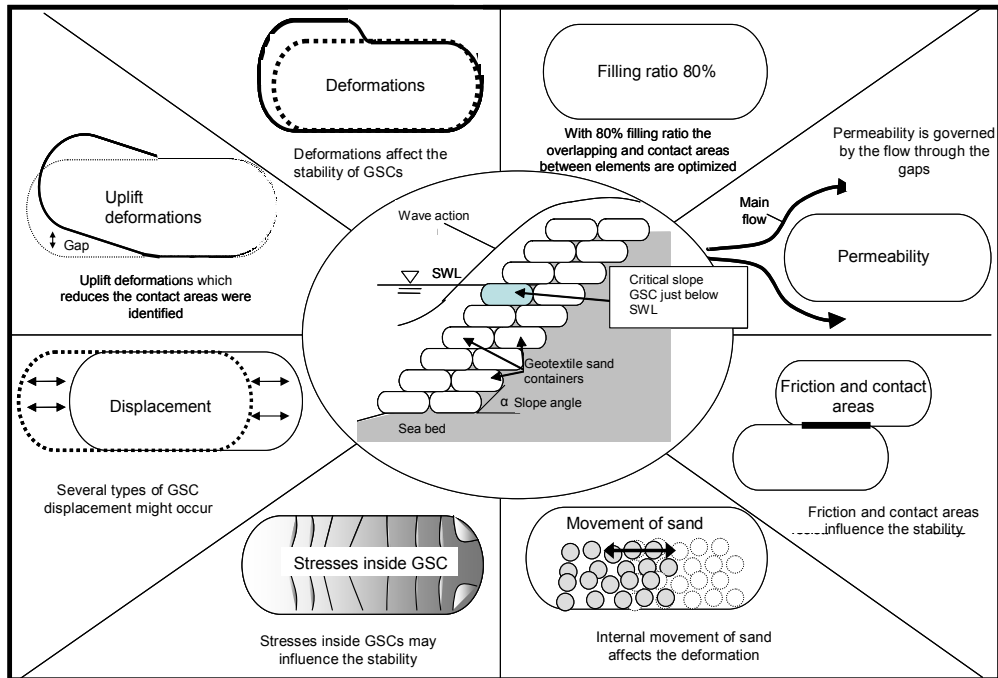 Deformations
Deformations affect the
stability of GSCs
Filling ratio 80%
With 80% filling ratio the
overlapping and contact areas
between elements are optimized
Permeability is governed
by the flow through the
gaps
Main
flow
Permeability
Uplift
deformations
Gap
Uplift deformations which
reduces the contact areas were
identified
Wave action
SWL
Critical slope
GSC just below
SWL
Geotextile sand
containers
α Slope angle
Sea bed
Displacement
Several types of GSC
displacement might occur
Friction and contact
areas
Friction and contact areas
influence the stability
Stresses inside GSC
Stresses inside GSCs may
influence the stability
Movement of sand
Internal movement of sand
affects the deformation